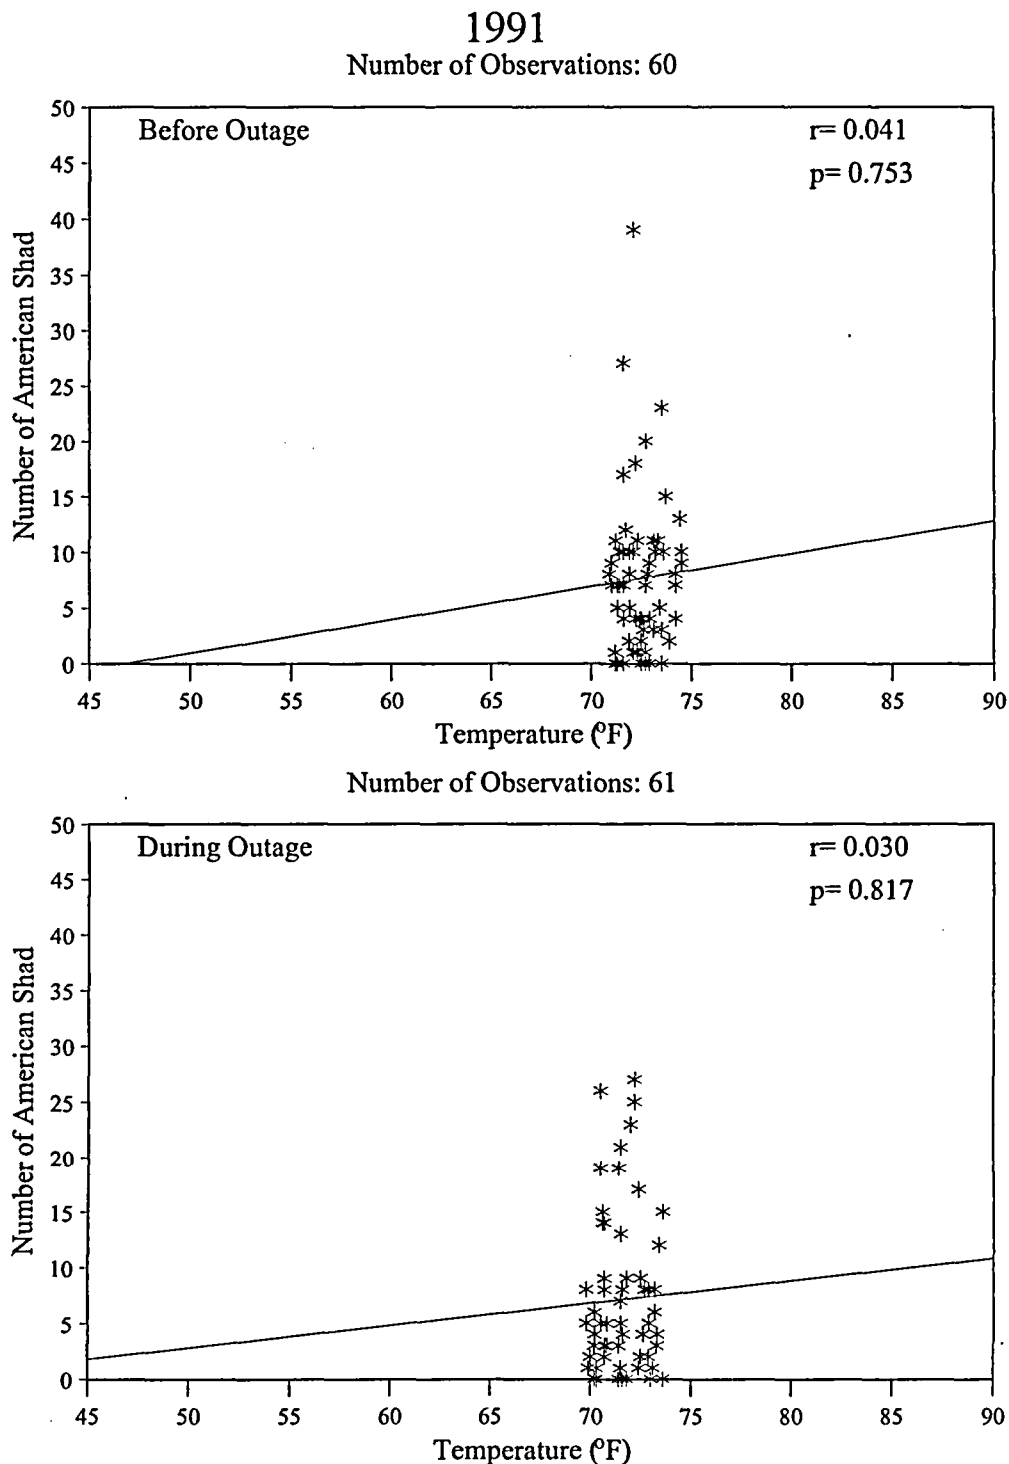 1991
Number of Observations: 60
Before Outage
r= 0.041
p= 0.753
50
45
40
35
30
25
20
15
10
5
0
Number of American Shad
45 50 55 60 65 70 75 80 85 90
Temperature (°F)
Number of Observations: 61
During Outage
r= 0.030
p= 0.817
50
45
40
35
30
25
20
15
10
5
0
Number of American Shad
45 50 55 60 65 70 75 80 85 90
Temperature (°F)